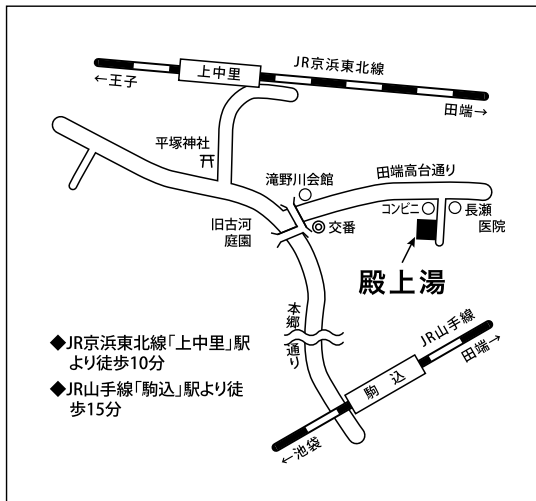 JR京浜東北線
上中里
←王子
田端→
平塚神社
滝野川会館
田端高台通り
コンビニ
長瀬
医院
旧古河
庭園
交番
殿上湯
本郷通り
◆JR京浜東北線「上中里」駅
より徒歩10分
◆JR山手線「駒込」駅より徒
歩15分
JR山手線
田端→
駒込
←池袋